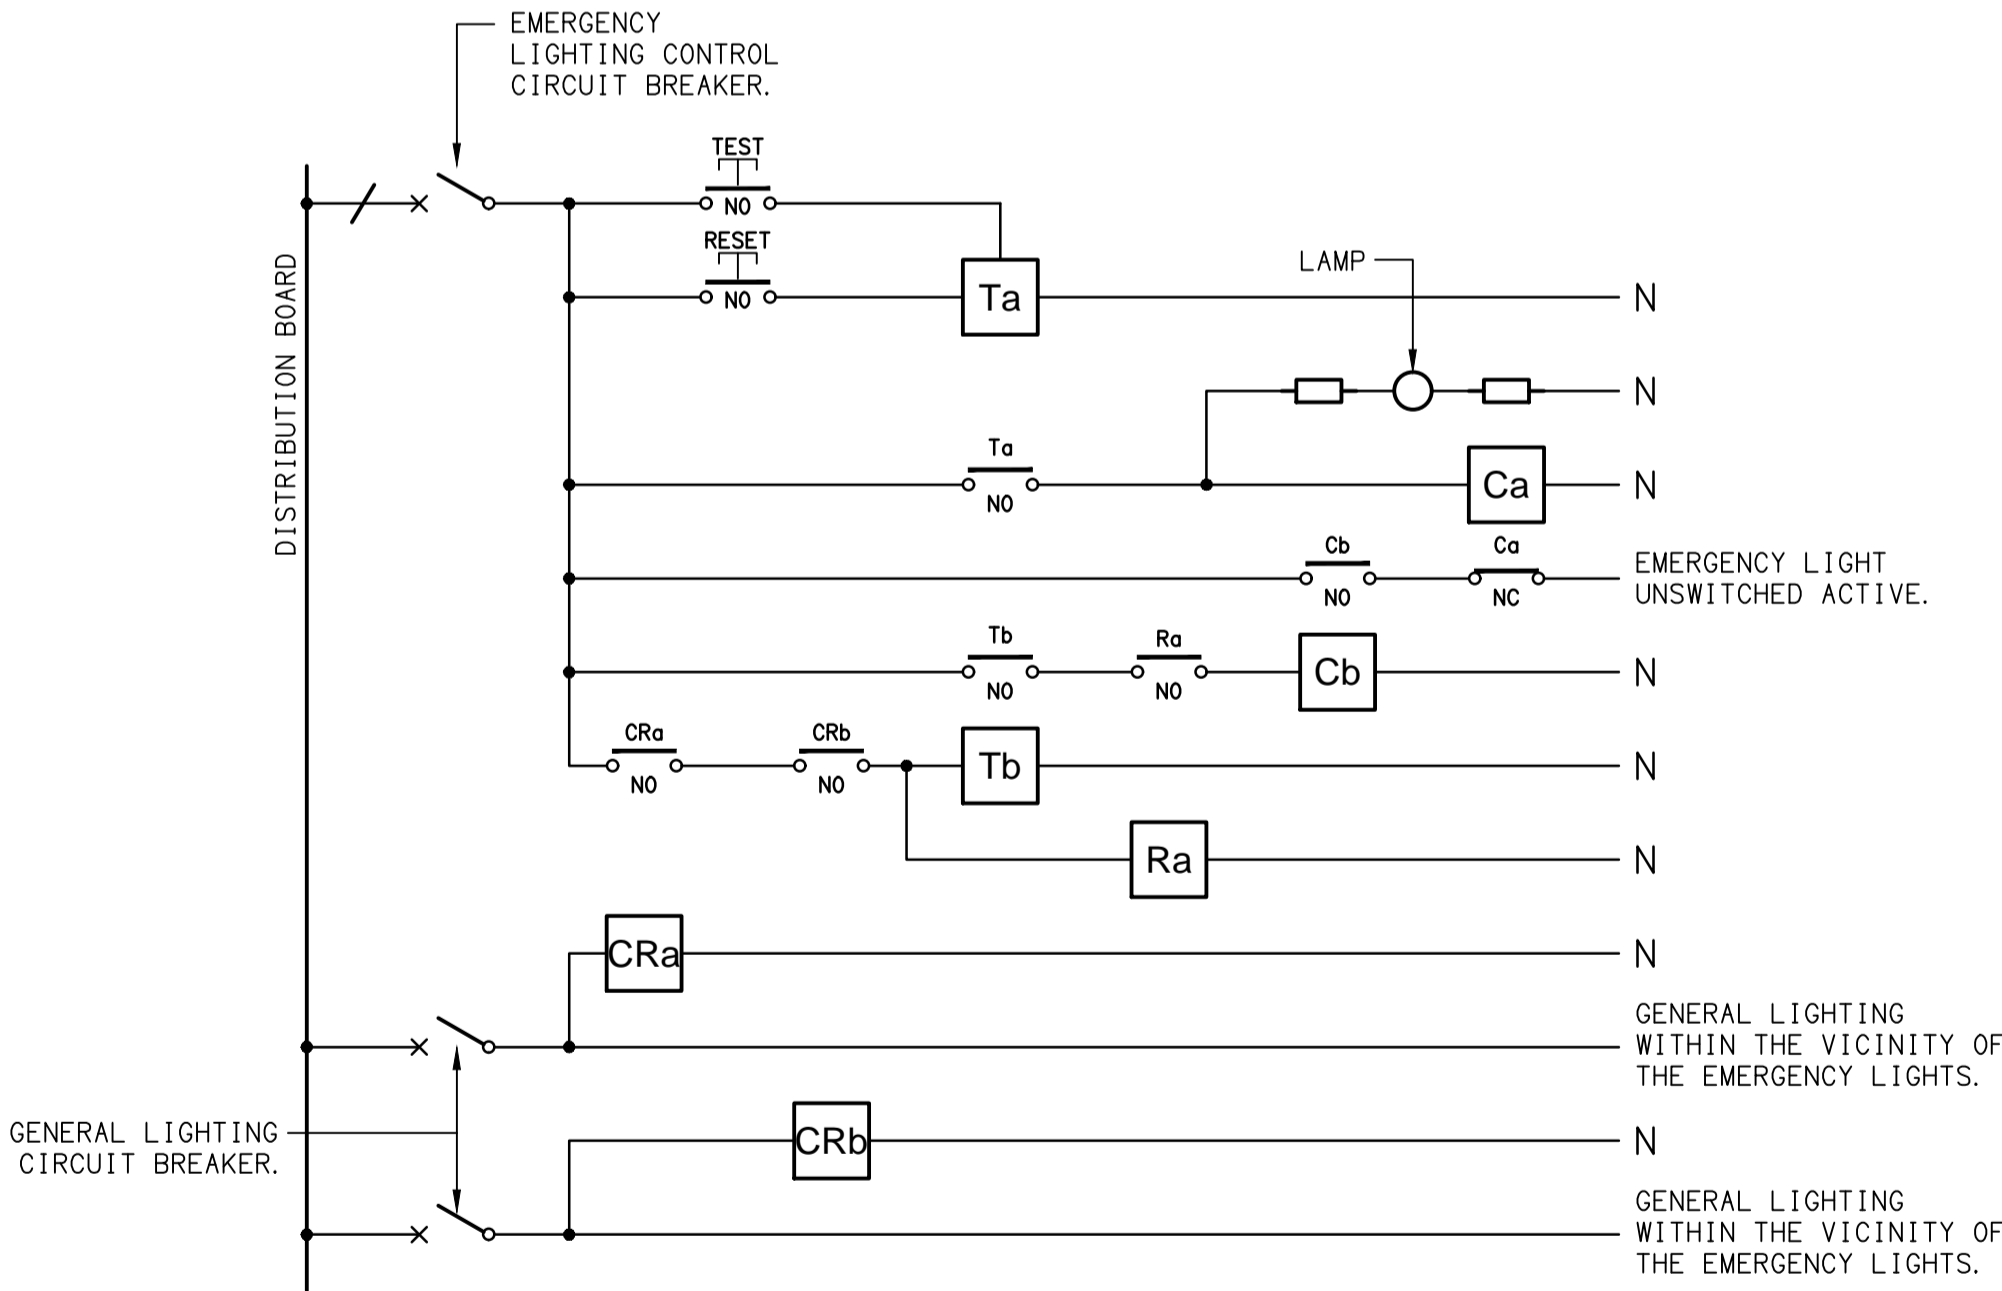 EMERGENCY
LIGHTING CONTROL
CIRCUIT BREAKER.
TEST
NO
RESET
NO
Ta
N
DISTRIBUTION BOARD
LAMP
N
Ta
NO
Ca
N
Cb
NO
Ca
NC
EMERGENCY LIGHT
UNSWITCHED ACTIVE.
Tb
NO
Ra
NO
Cb
N
CRa
NO
CRb
NO
Tb
N
Ra
N
CRa
N
GENERAL LIGHTING
WITHIN THE VICINITY OF
THE EMERGENCY LIGHTS.
GENERAL LIGHTING
CIRCUIT BREAKER.
CRb
N
GENERAL LIGHTING
WITHIN THE VICINITY OF
THE EMERGENCY LIGHTS.